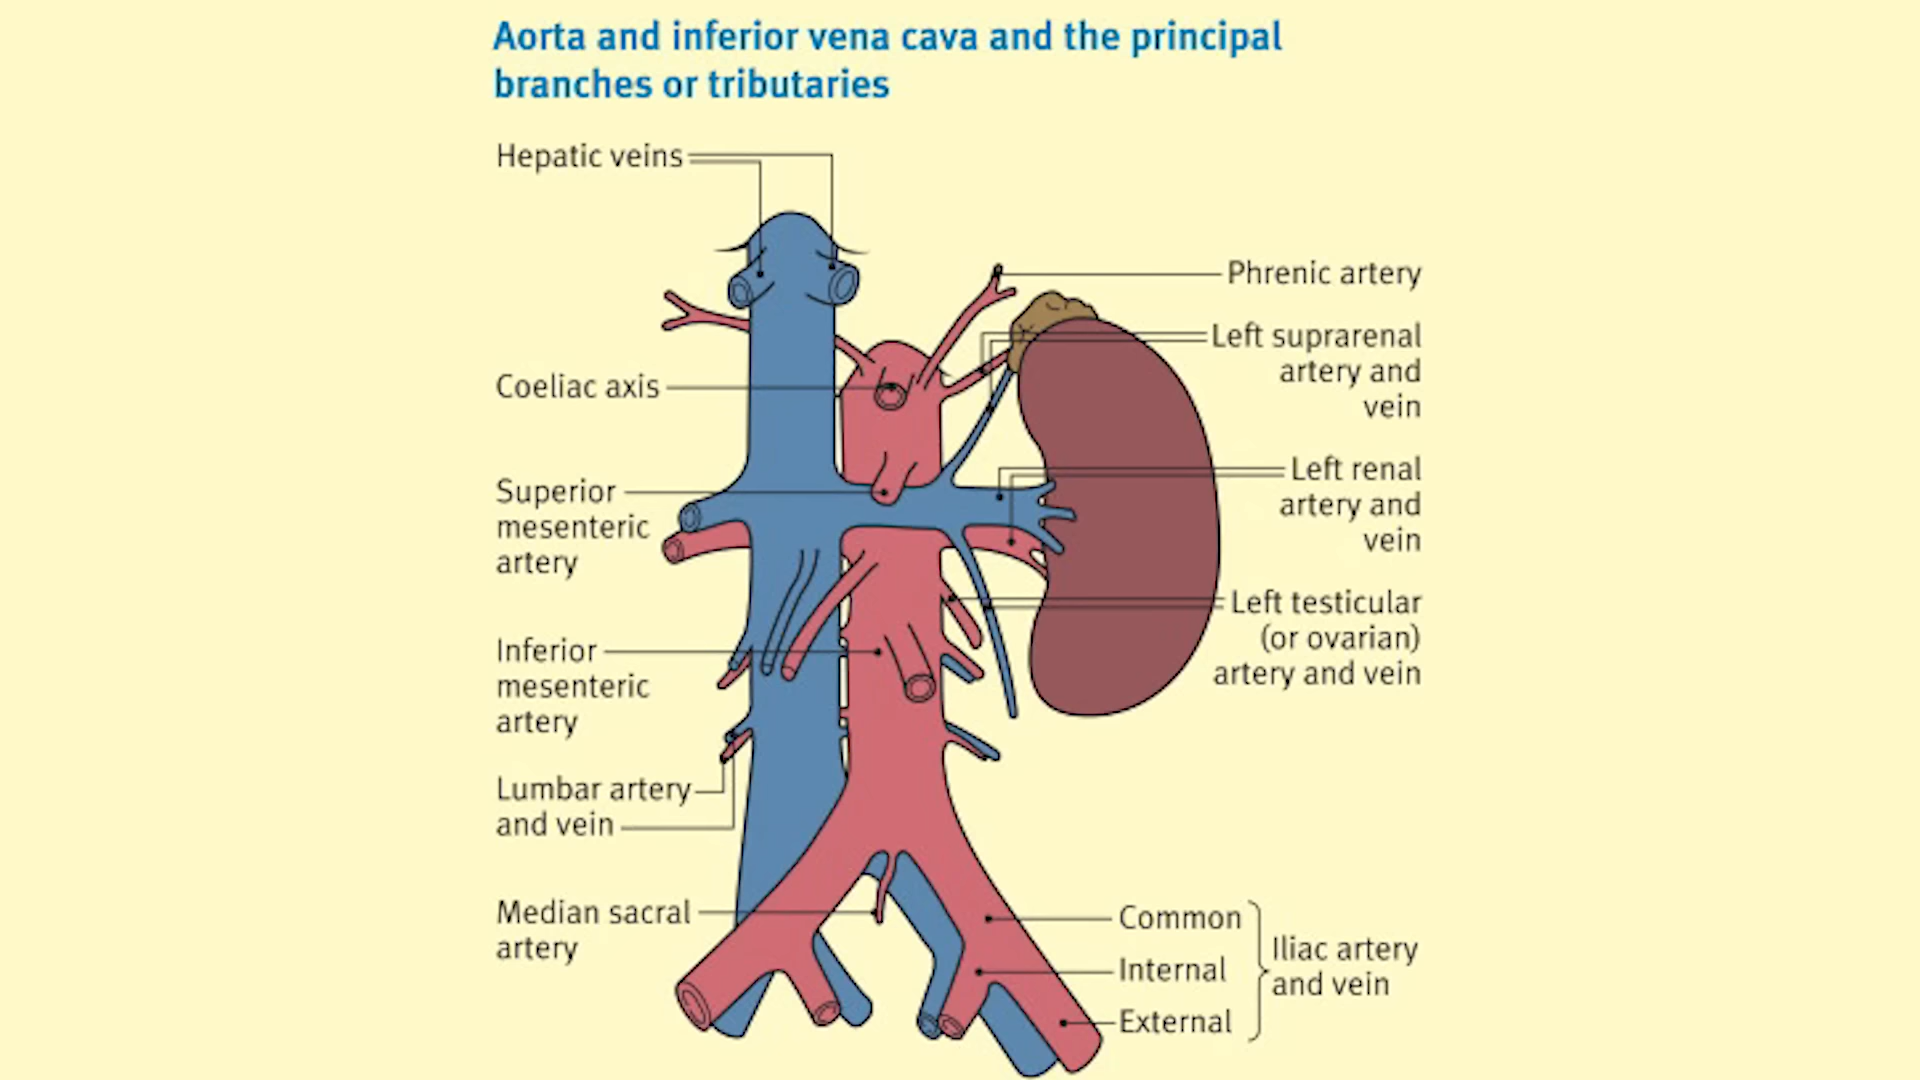 Aorta and inferior vena cava and the principal
branches or tributaries
Hepatic veins
Phrenic artery
Left suprarenal
artery and
vein
Coeliac axis
Left renal
artery and
vein
Superior
mesenteric
artery
Left testicular
(or ovarian)
artery and vein
Inferior
mesenteric
artery
Lumbar artery
and vein
Median sacral
artery
Common
Internal
External
Iliac artery
and vein